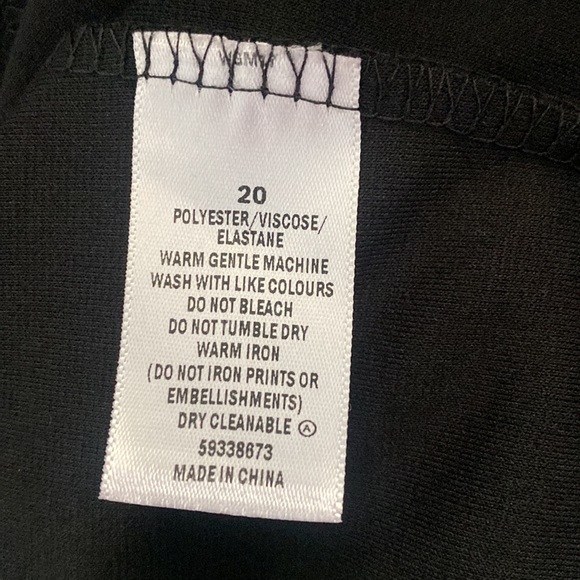 20
POLYESTER/VISCOSE/
ELASTANE
WARM GENTLE MACHINE
WASH WITH LIKE COLOURS
DO NOT BLEACH
DO NOT TUMBLE DRY
WARM IRON
(DO NOT IRON PRINTS OR
EMBELLISHMENTS)
DRY CLEANABLE Ⓐ
59338673
MADE IN CHINA